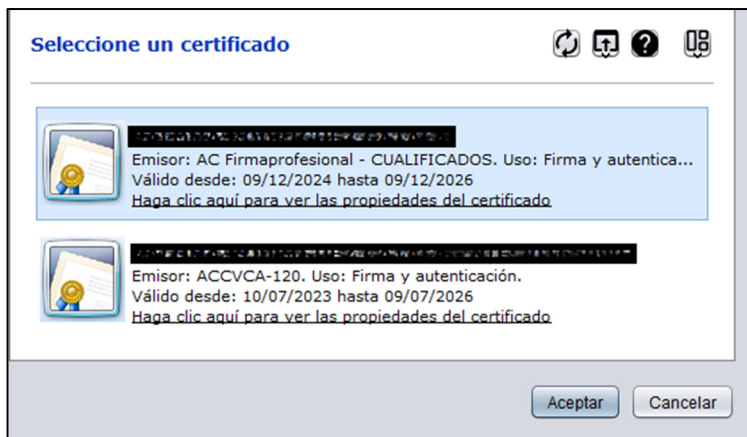 Seleccione un certificado
Emisor: AC Firmaprofesional - CUALIFICADOS. Uso: Firma y autentica...
Válido desde: 09/12/2024 hasta 09/12/2026
Haga clic aquí para ver las propiedades del certificado
Emisor: ACCVCA-120. Uso: Firma y autenticación.
Válido desde: 10/07/2023 hasta 09/07/2026
Haga clic aquí para ver las propiedades del certificado
Aceptar Cancelar